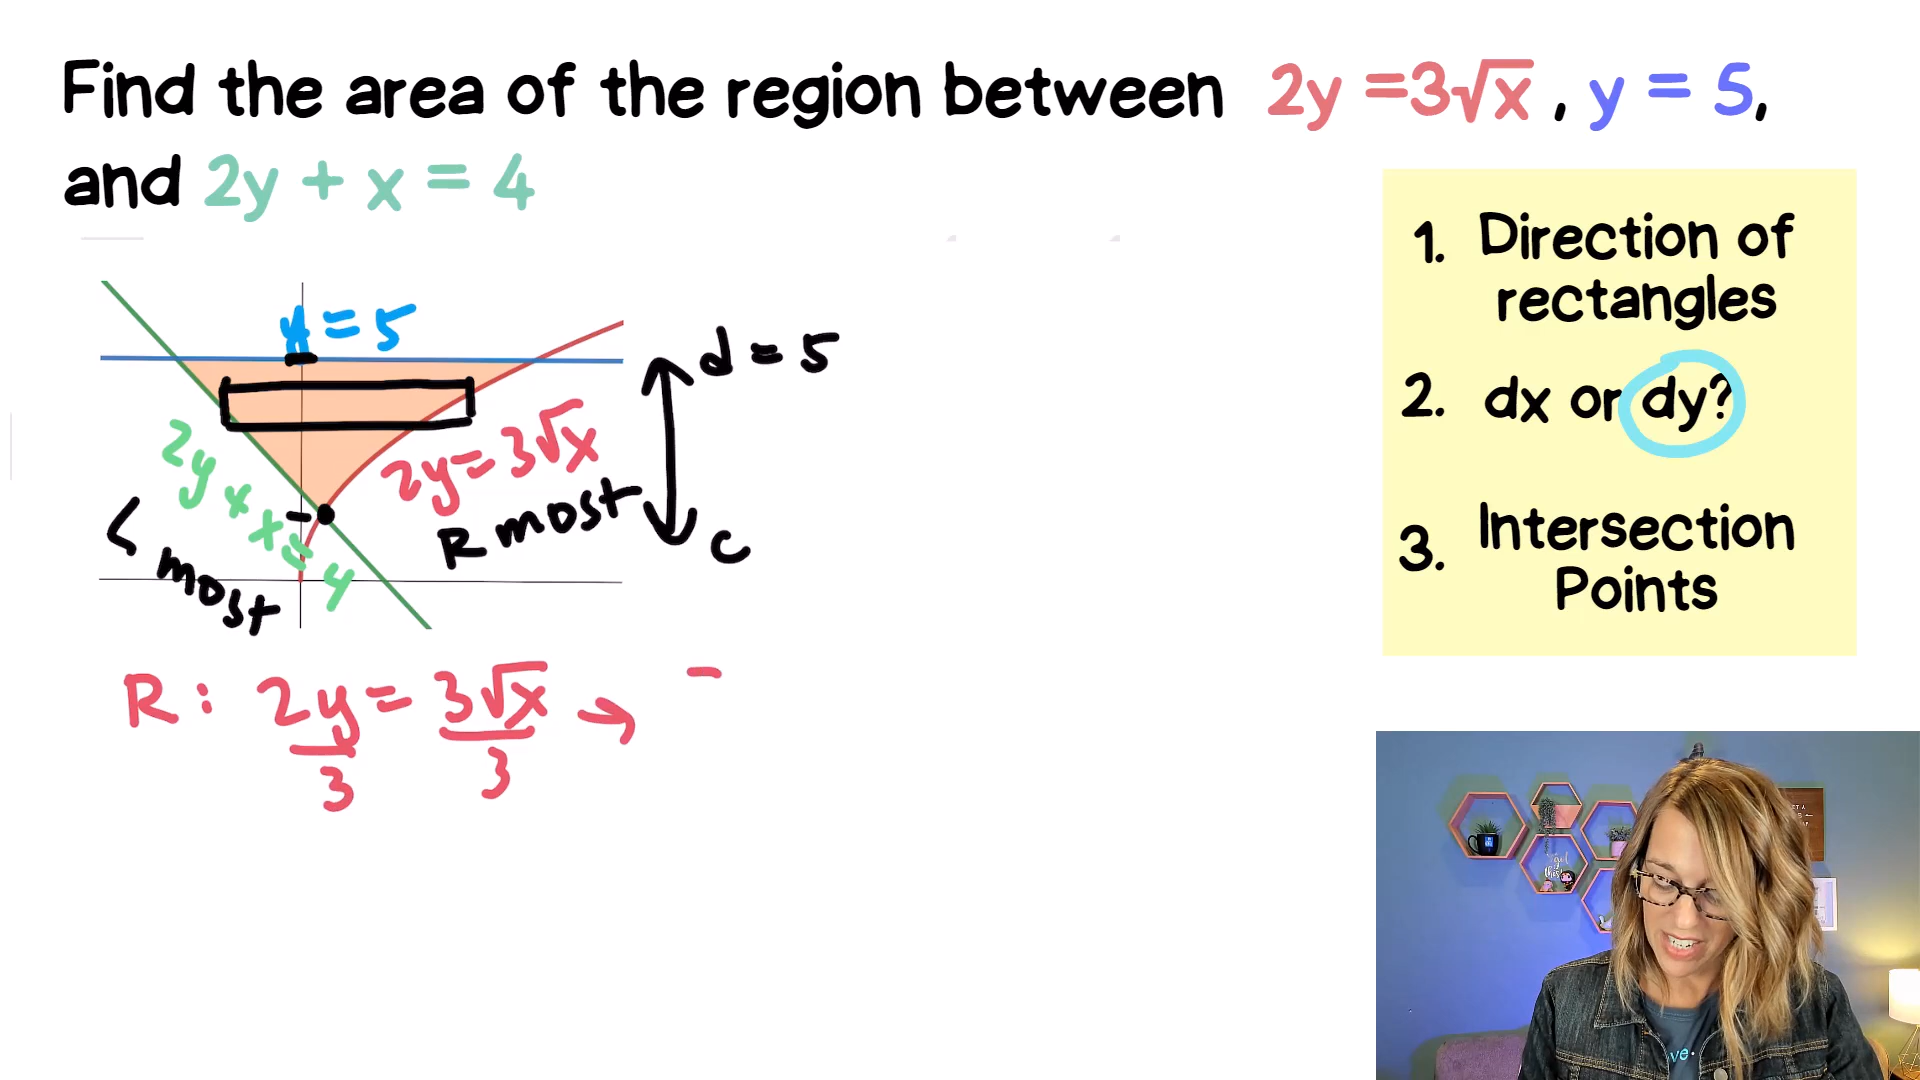 Find the area of the region between 2y =3√x , y = 5,
and 2y + x = 4
1. Direction of
rectangles
2. dx or dy?
3. Intersection
Points
y = 5
d = 5
2y = 3√x
2y + x = 4
R most
L most
c
R: 2y/3 = 3√x/3 →
ve.